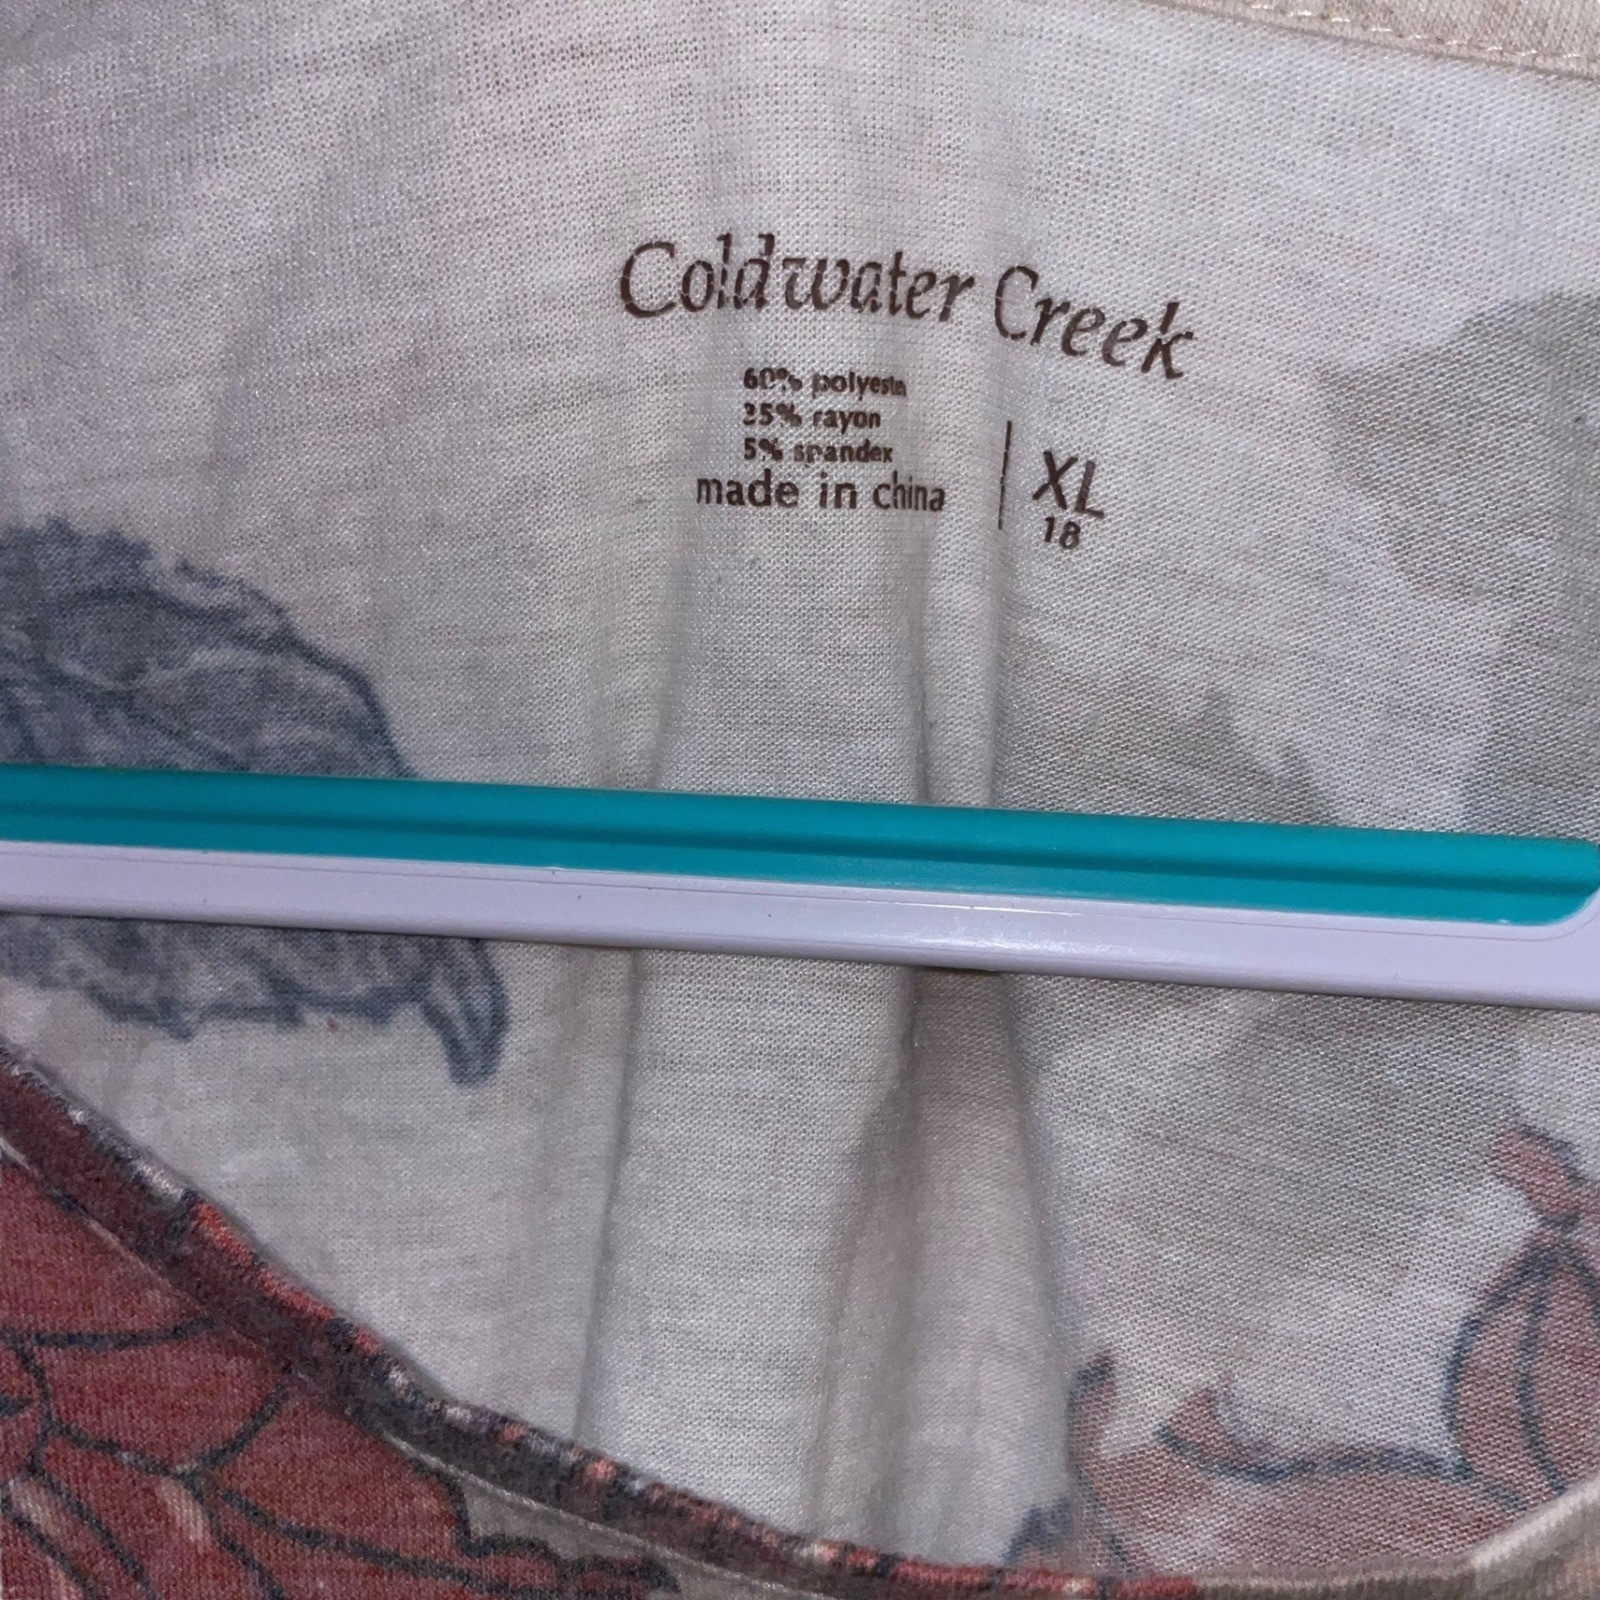 Coldwater Creek
60% polyester
35% rayon
5% spandex
made in china
XL
18